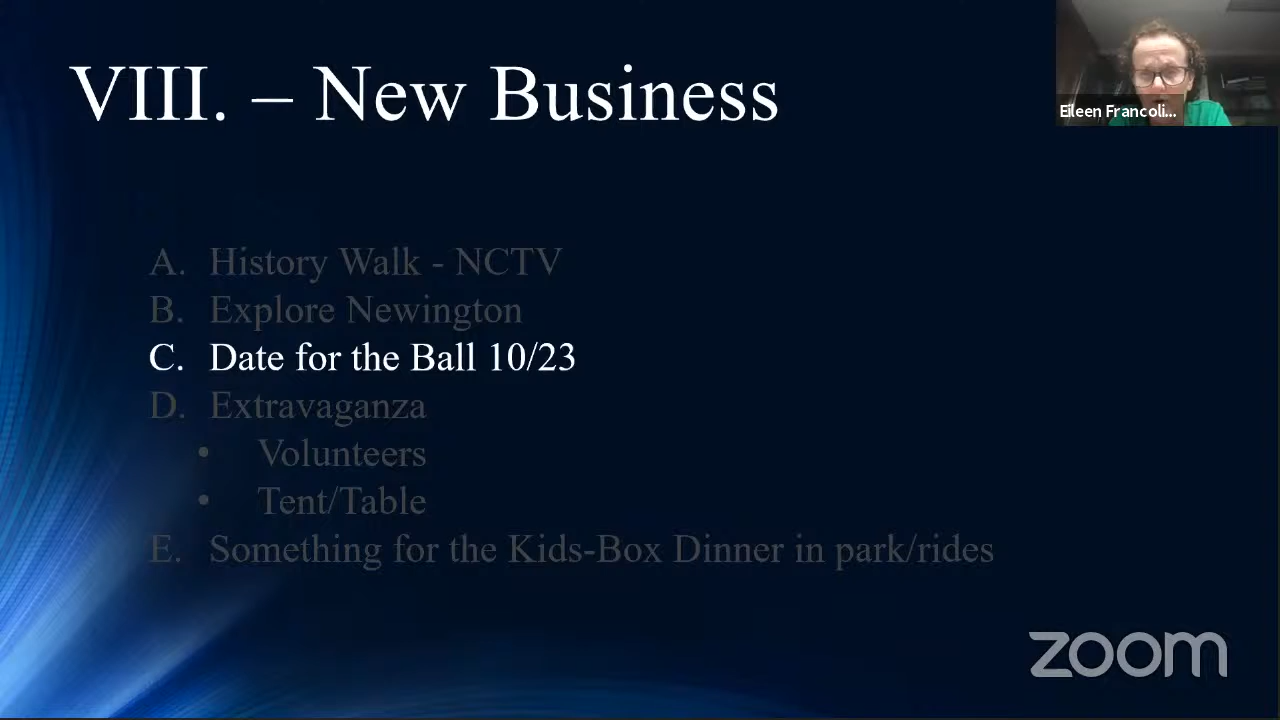 VIII. – New Business
Eileen Francoli...
A. History Walk - NCTV
B. Explore Newington
C. Date for the Ball 10/23
D. Extravaganza
• Volunteers
• Tent/Table
E. Something for the Kids-Box Dinner in park/rides
zoom